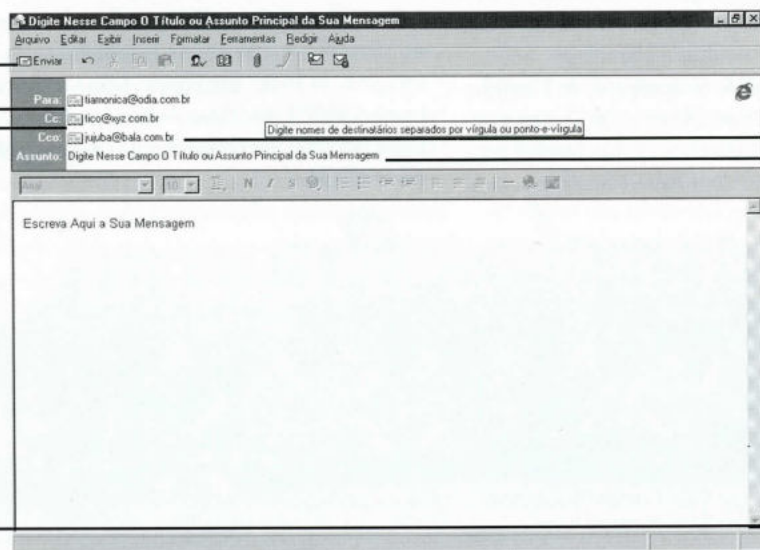 Digite Nesse Campo O Título ou Assunto Principal da Sua Mensagem
Arquivo Editar Exibir Inserir Formatar Ferramentas Redigir Ajuda
Enviar
Para: tiamonica@odia.com.br
Cc: tico@xyz.com.br
Cco: jujuba@bala.com.br
Digite nomes de destinatários separados por vírgula ou ponto-e-vírgula
Assunto: Digite Nesse Campo O Título ou Assunto Principal da Sua Mensagem
Arial 10 N I S
Escreva Aqui a Sua Mensagem